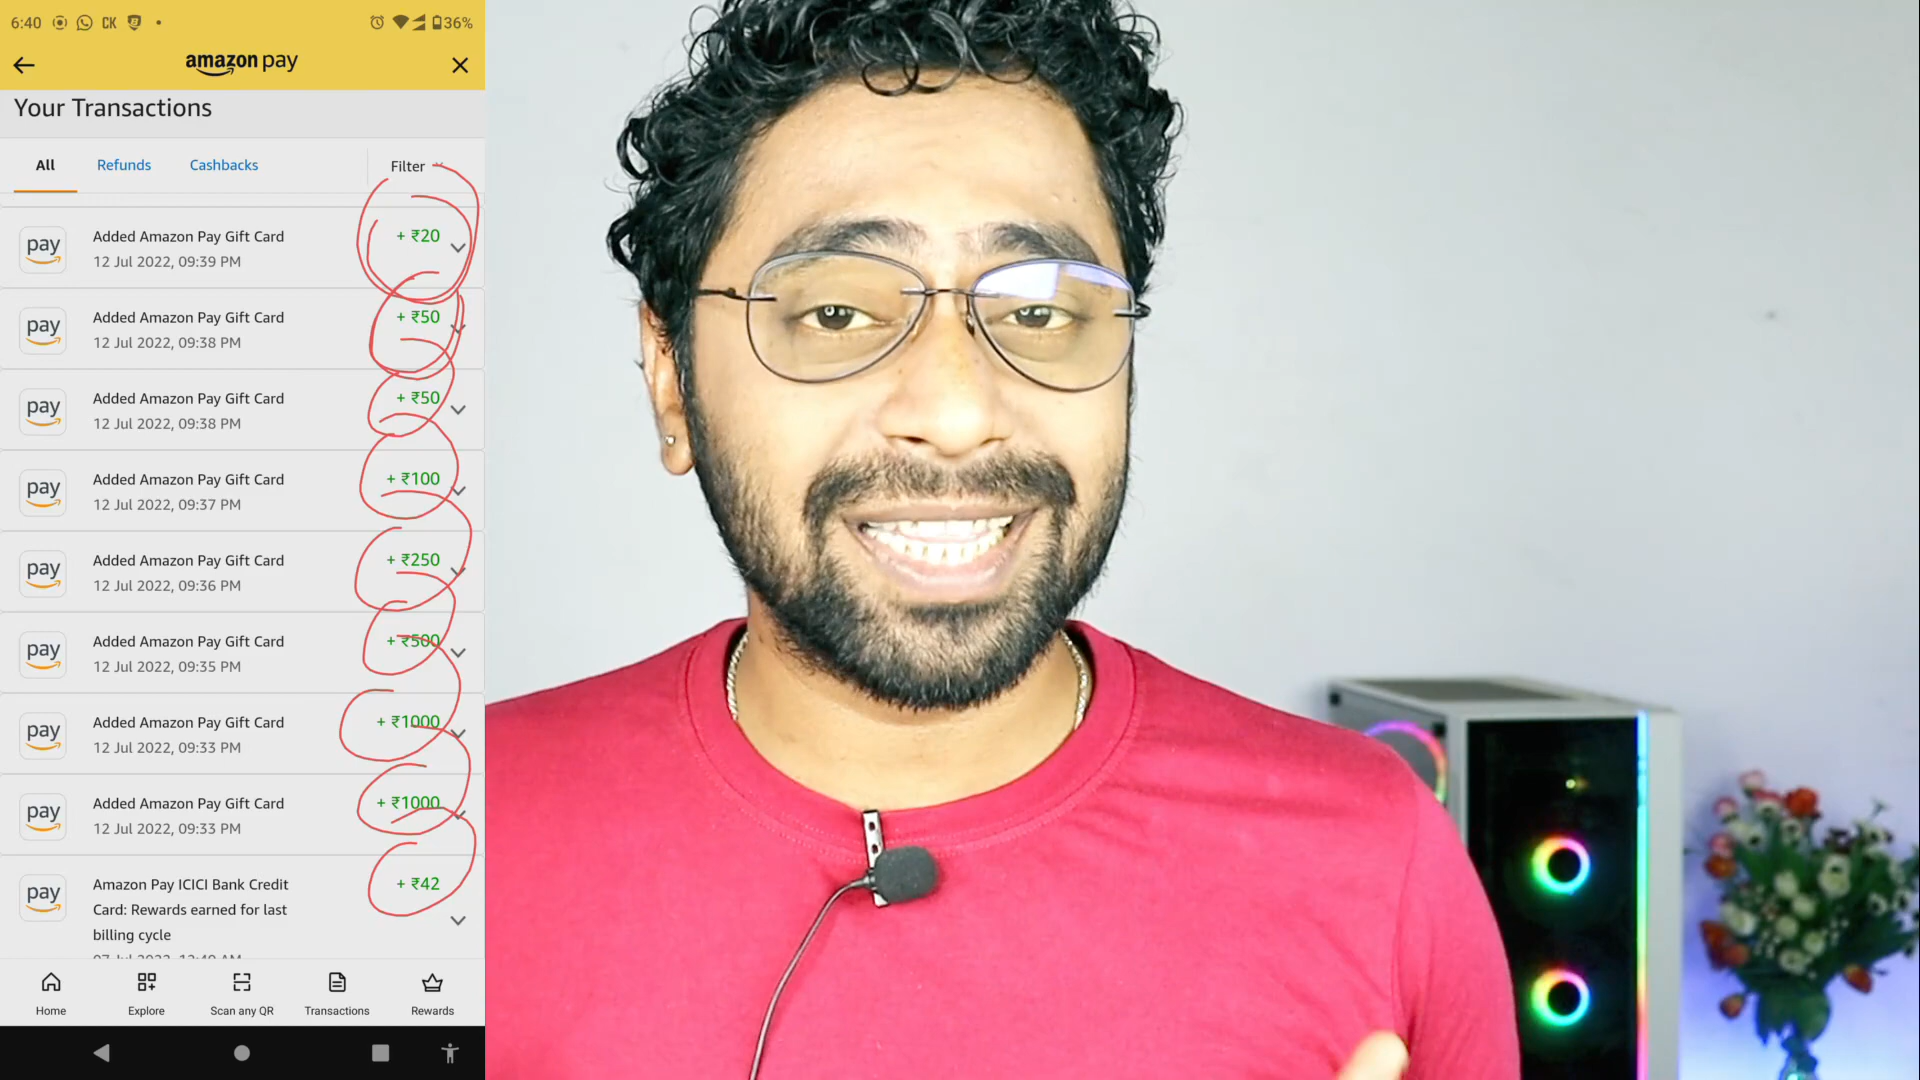 6:40 CK 36%
amazon pay
Your Transactions
All Refunds Cashbacks Filter
pay Added Amazon Pay Gift Card + ₹20
12 Jul 2022, 09:39 PM
pay Added Amazon Pay Gift Card + ₹50
12 Jul 2022, 09:38 PM
pay Added Amazon Pay Gift Card + ₹50
12 Jul 2022, 09:38 PM
pay Added Amazon Pay Gift Card + ₹100
12 Jul 2022, 09:37 PM
pay Added Amazon Pay Gift Card + ₹250
12 Jul 2022, 09:36 PM
pay Added Amazon Pay Gift Card + ₹500
12 Jul 2022, 09:35 PM
pay Added Amazon Pay Gift Card + ₹1000
12 Jul 2022, 09:33 PM
pay Added Amazon Pay Gift Card + ₹1000
12 Jul 2022, 09:33 PM
pay Amazon Pay ICICI Bank Credit + ₹42
Card: Rewards earned for last
billing cycle
Home Explore Scan any QR Transactions Rewards